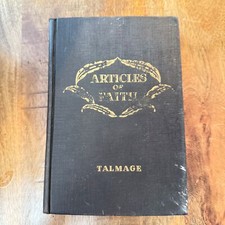 ARTICLES
OF
FAITH
TALMAGE